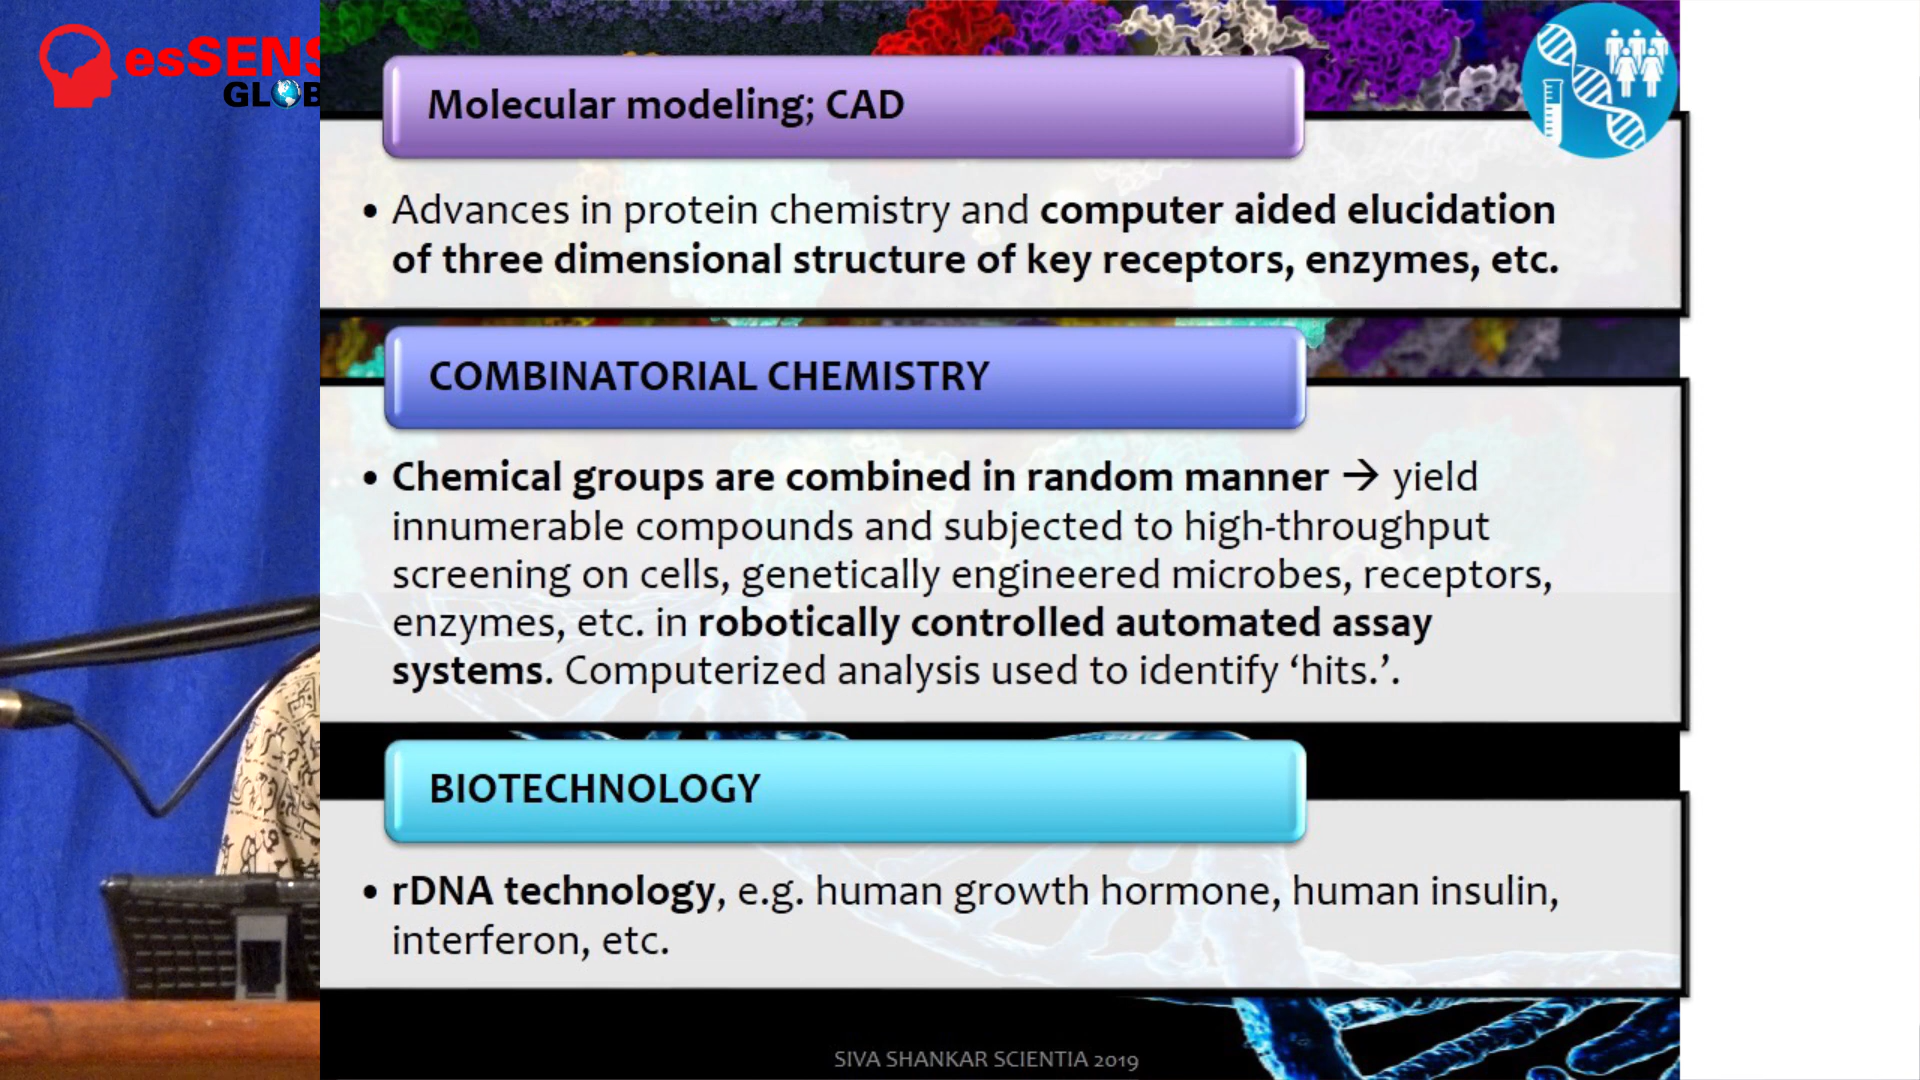 esSENS
GLOB
Molecular modeling; CAD
• Advances in protein chemistry and computer aided elucidation
of three dimensional structure of key receptors, enzymes, etc.
COMBINATORIAL CHEMISTRY
• Chemical groups are combined in random manner → yield
innumerable compounds and subjected to high-throughput
screening on cells, genetically engineered microbes, receptors,
enzymes, etc. in robotically controlled automated assay
systems. Computerized analysis used to identify ‘hits.’.
BIOTECHNOLOGY
• rDNA technology, e.g. human growth hormone, human insulin,
interferon, etc.
SIVA SHANKAR SCIENTIA 2019